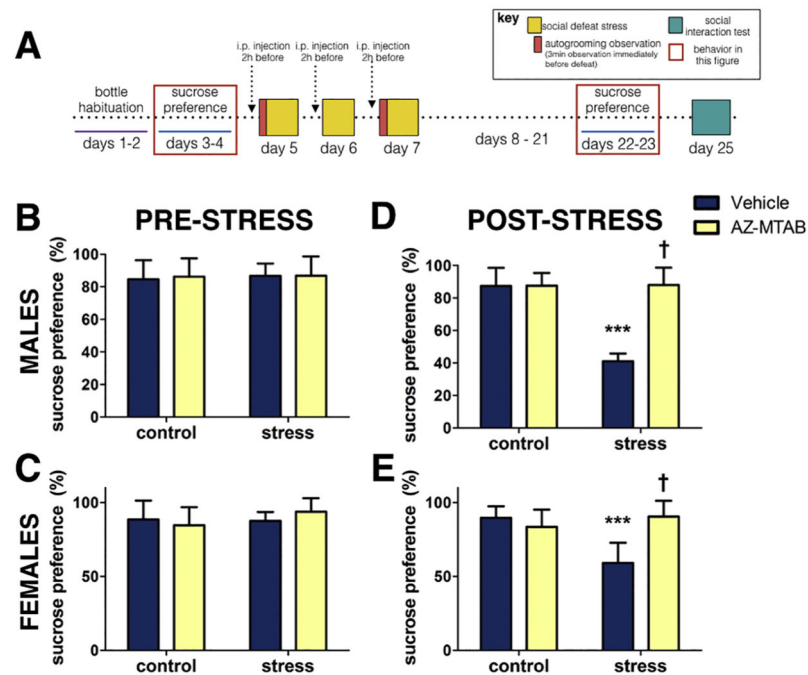 A
key
social defeat stress
autogrooming observation
(3min observation immediately
before defeat)
social
interaction test
behavior in
this figure
i.p. injection
2h before
i.p. injection
2h before
i.p. injection
2h before
bottle
habituation
sucrose
preference
sucrose
preference
days 1-2
days 3-4
day 5
day 6
day 7
days 8 - 21
days 22-23
day 25
Vehicle
AZ-MTAB
B
PRE-STRESS
MALES
sucrose preference (%)
100
80
60
40
20
0
control
stress
D
POST-STRESS
sucrose preference (%)
100
80
60
40
20
0
***
†
control
stress
C
FEMALES
sucrose preference (%)
100
50
0
control
stress
E
sucrose preference (%)
100
50
0
***
†
control
stress